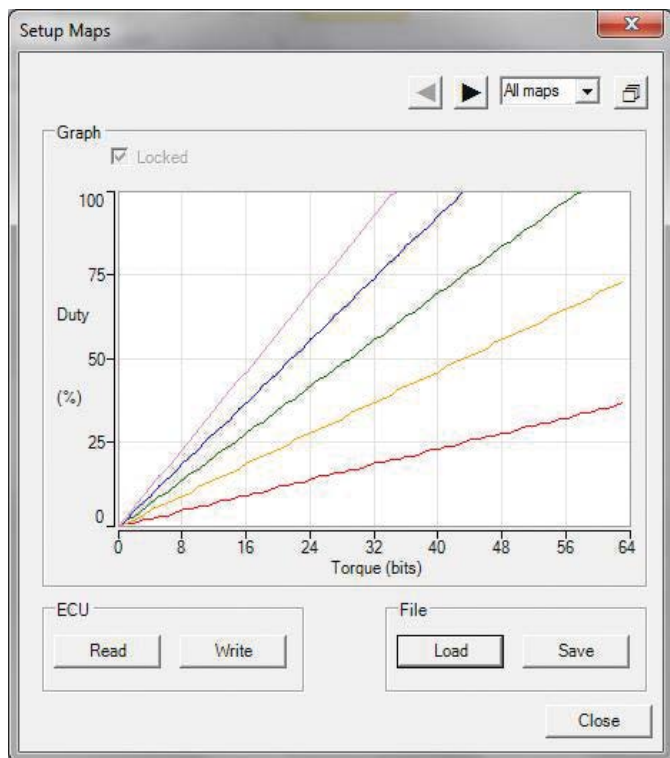 Setup Maps
All maps
Graph
Locked
100
75
Duty
50
(%)
25
0
0 8 16 24 32 40 48 56 64
Torque (bits)
ECU
File
Read Write
Load Save
Close